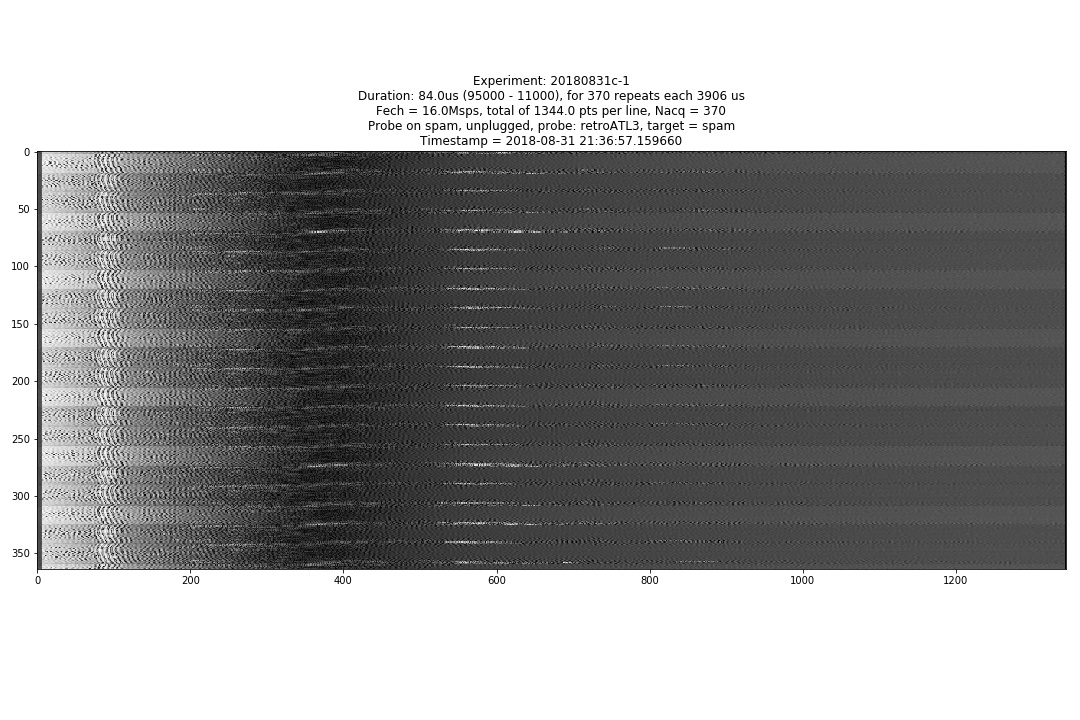 Experiment: 20180831c-1
Duration: 84.0us (95000 - 11000), for 370 repeats each 3906 us
Fech = 16.0Msps, total of 1344.0 pts per line, Nacq = 370
Probe on spam, unplugged, probe: retroATL3, target = spam
Timestamp = 2018-08-31 21:36:57.159660
0
50
100
150
200
250
300
350
0 200 400 600 800 1000 1200